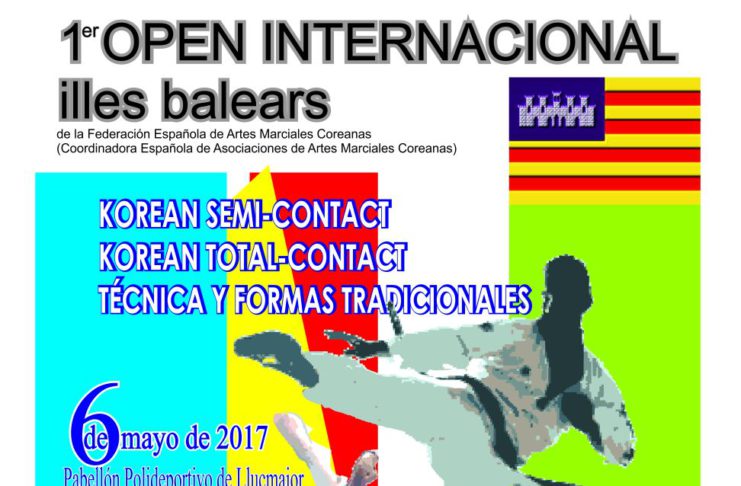 1er OPEN INTERNACIONAL
illes balears
de la Federación Española de Artes Marciales Coreanas
(Coordinadora Española de Asociaciones de Artes Marciales Coreanas)
KOREAN SEMI-CONTACT
KOREAN TOTAL-CONTACT
TÉCNICA Y FORMAS TRADICIONALES
6 de mayo de 2017
Pabellón Polideportivo de Llucmajor